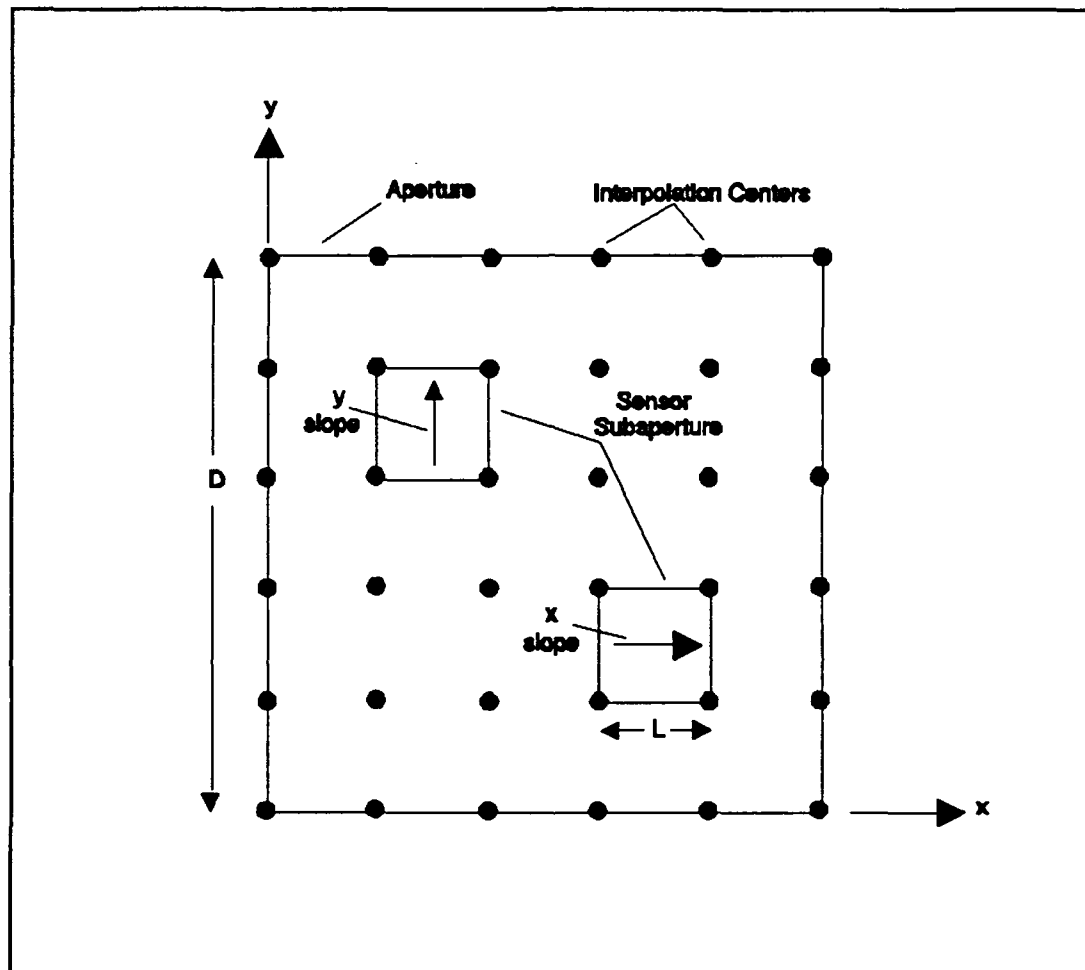 y
Aperture
Interpolation Centers
y
slope
Sensor
Subaperture
D
x
slope
L
x